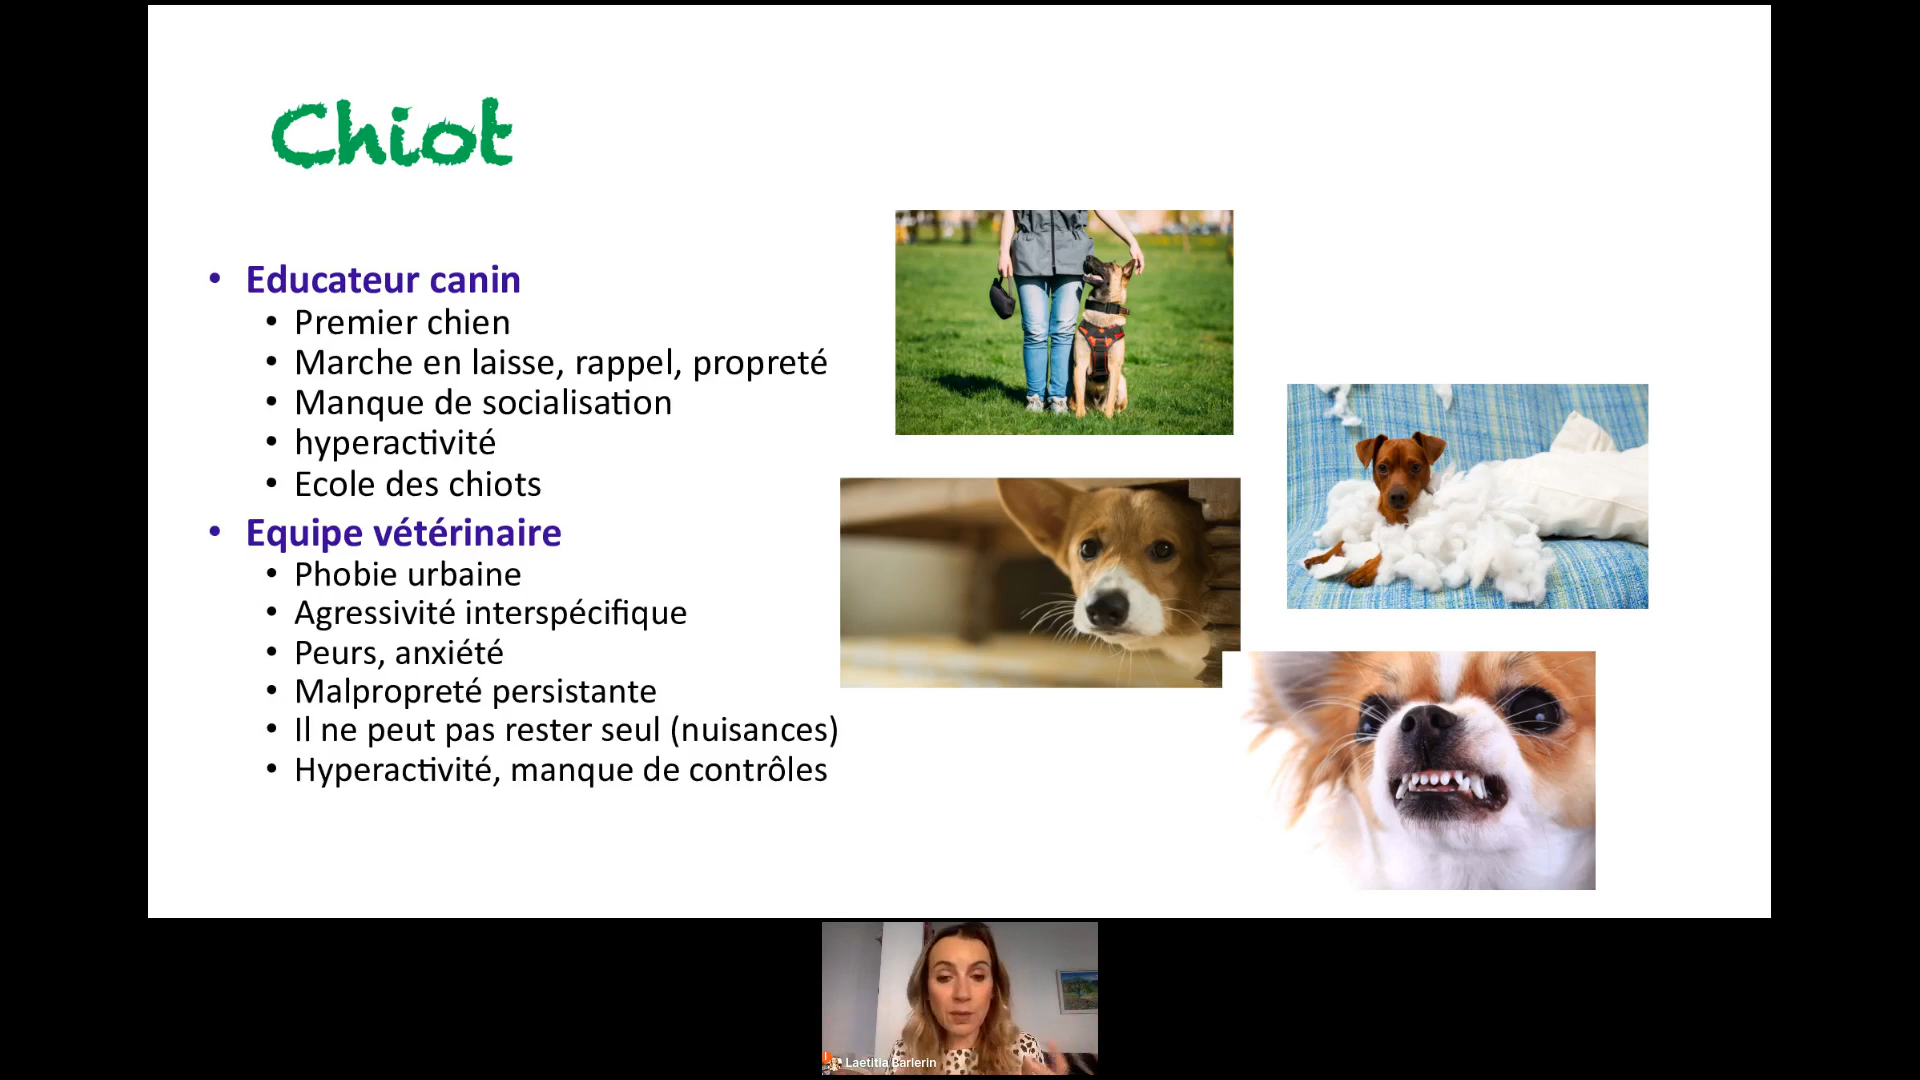 Chiot
• Educateur canin
• Premier chien
• Marche en laisse, rappel, propreté
• Manque de socialisation
• hyperactivité
• Ecole des chiots
• Equipe vétérinaire
• Phobie urbaine
• Agressivité interspécifique
• Peurs, anxiété
• Malpropreté persistante
• Il ne peut pas rester seul (nuisances)
• Hyperactivité, manque de contrôles
Laetitia Barlerin